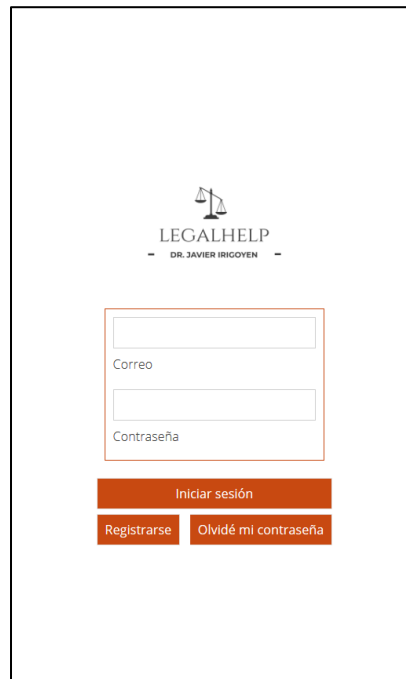 LEGALHELP
- DR. JAVIER IRIGOYEN -
Correo
Contraseña
Iniciar sesión
Registrarse Olvidé mi contraseña